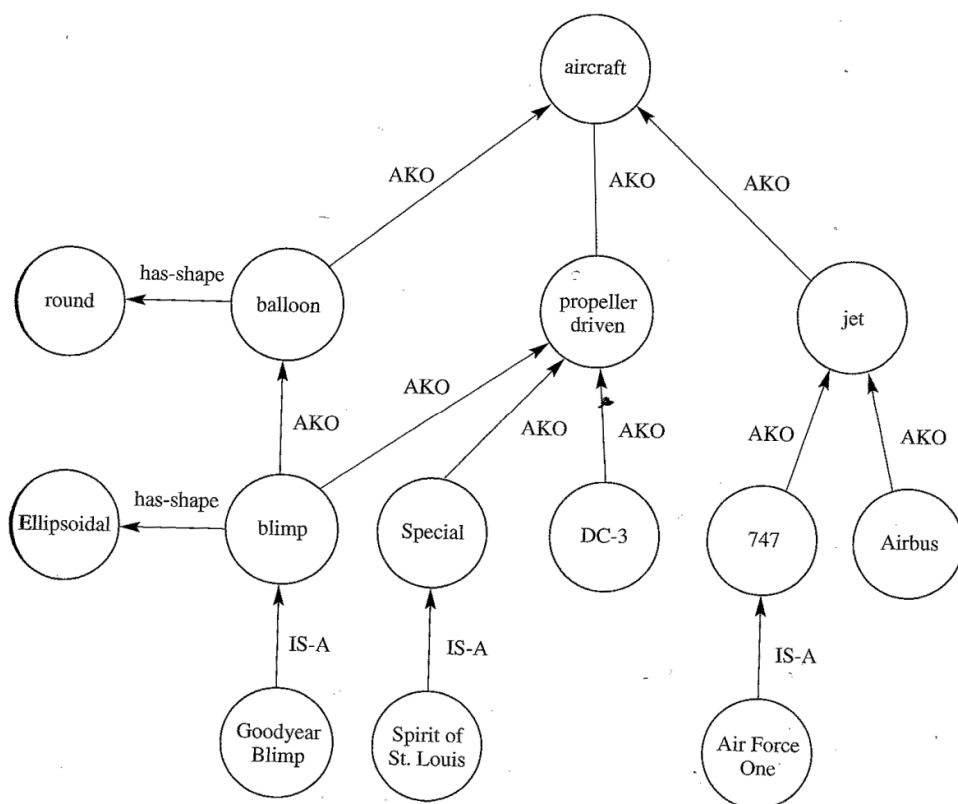 aircraft
AKO
AKO
AKO
has-shape
round
balloon
propeller
driven
jet
AKO
AKO
AKO
AKO
AKO
AKO
has-shape
Ellipsoidal
blimp
Special
DC-3
747
Airbus
IS-A
IS-A
IS-A
Goodyear
Blimp
Spirit of
St. Louis
Air Force
One